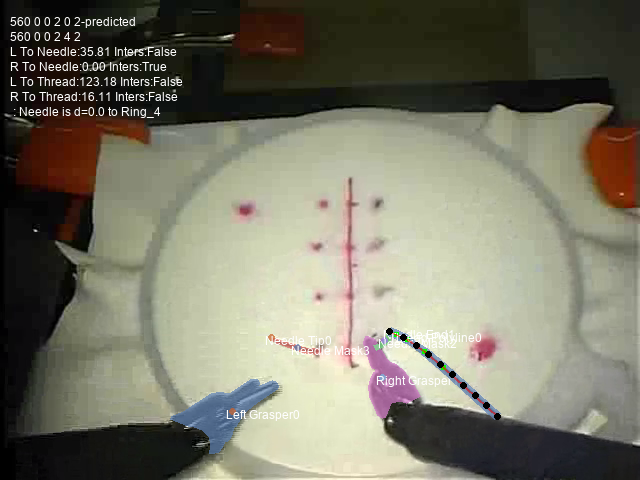 560 0 0 2 0 2-predicted
560 0 0 2 4 2
L To Needle:35.81 Inters:False
R To Needle:0.00 Inters:True
L To Thread:123.18 Inters:False
R To Thread:16.11 Inters:False
: Needle is d=0.0 to Ring_4
Needle Tip0
Needle Mask3
Right Grasper
Left Grasper0